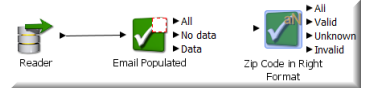 All
No data
Data
Reader
Email Populated
All
Valid
Unknown
Invalid
Zip Code in Right
Format